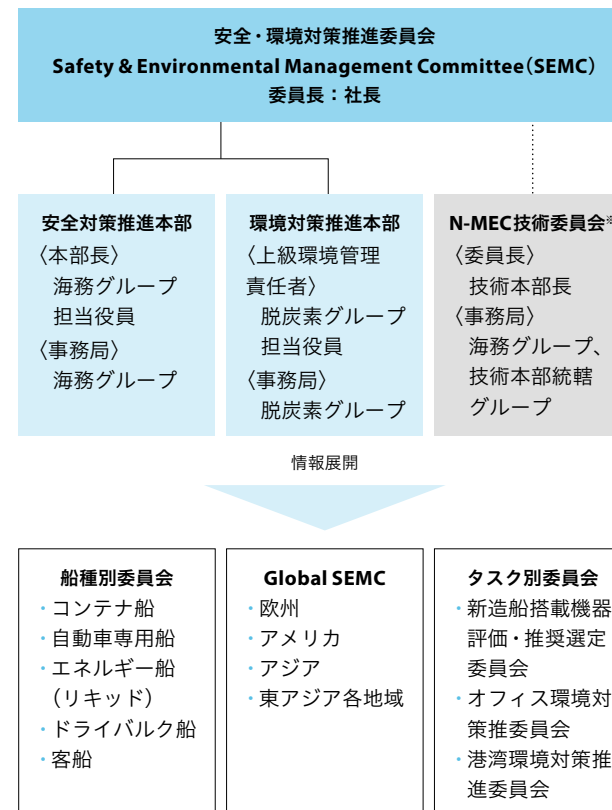 安全・環境対策推進委員会
Safety & Environmental Management Committee（SEMC）
委員長：社長
安全対策推進本部
〈本部長〉
海務グループ
担当役員
〈事務局〉
海務グループ
環境対策推進本部
〈上級環境管理
責任者〉
脱炭素グループ
担当役員
〈事務局〉
脱炭素グループ
N-MEC技術委員会※
〈委員長〉
技術本部長
〈事務局〉
海務グループ、
技術本部統轄
グループ
情報展開
船種別委員会
・コンテナ船
・自動車専用船
・エネルギー船
（リキッド）
・ドライバルク船
・客船
Global SEMC
・欧州
・アメリカ
・アジア
・東アジア各地域
タスク別委員会
・新造船搭載機器
評価・推奨選定
委員会
・オフィス環境対
策推委員会
・港湾環境対策推
進委員会